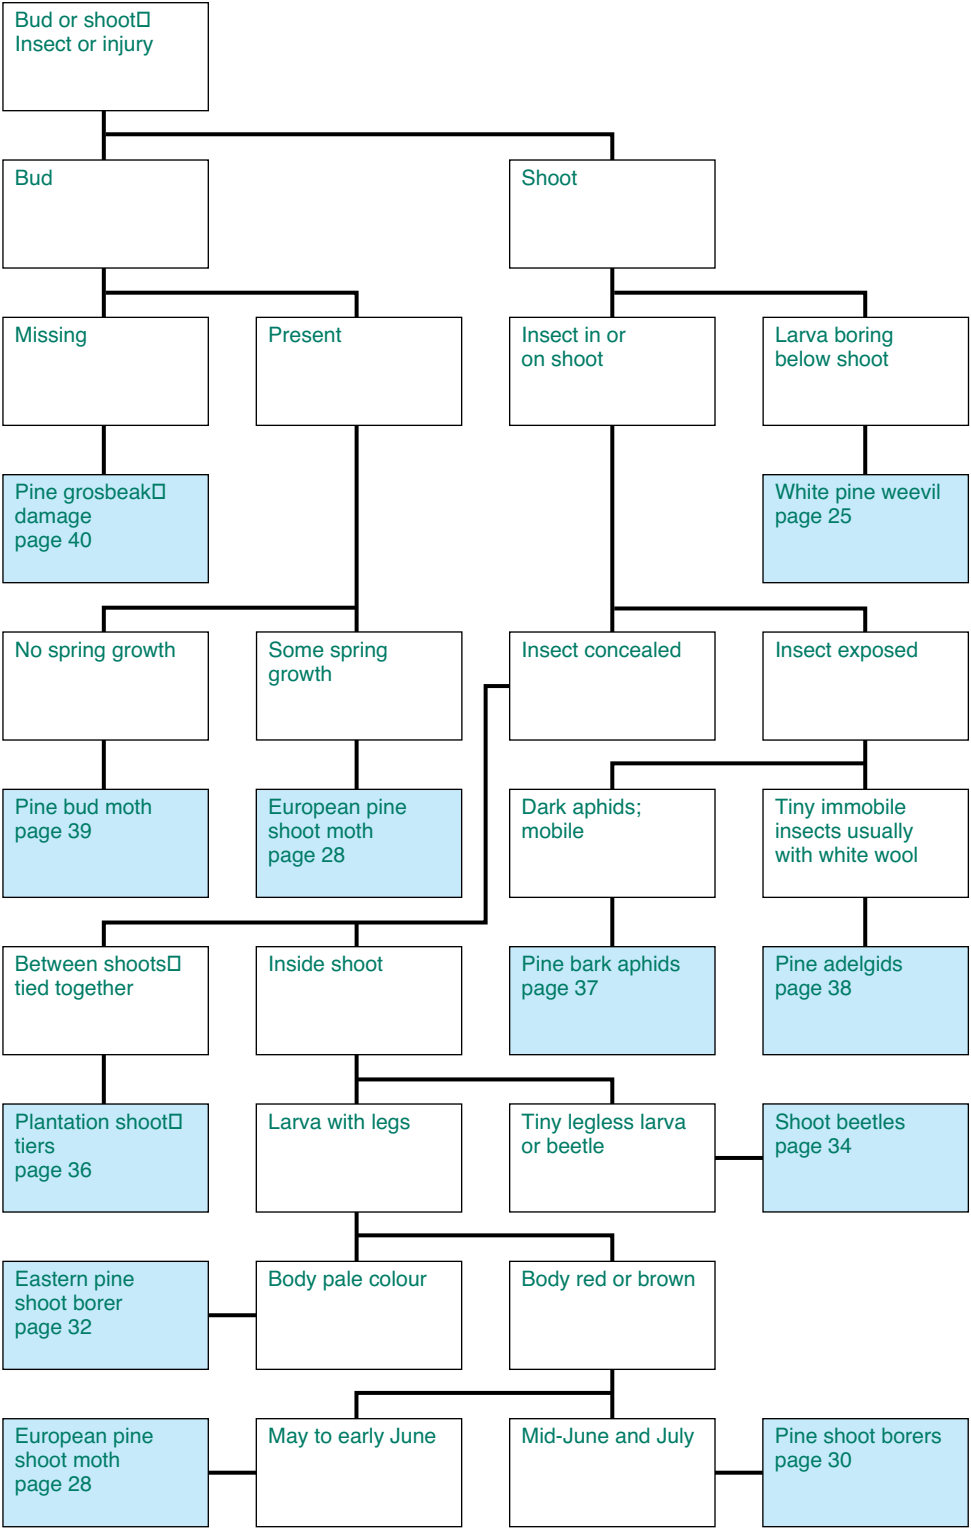 Bud or shoot□
Insect or injury
Bud
Shoot
Missing
Present
Insect in or
on shoot
Larva boring
below shoot
Pine grosbeak□
damage
page 40
White pine weevil
page 25
No spring growth
Some spring
growth
Insect concealed
Insect exposed
Pine bud moth
page 39
European pine
shoot moth
page 28
Dark aphids;
mobile
Tiny immobile
insects usually
with white wool
Between shoots□
tied together
Inside shoot
Pine bark aphids
page 37
Pine adelgids
page 38
Plantation shoot□
tiers
page 36
Larva with legs
Tiny legless larva
or beetle
Shoot beetles
page 34
Eastern pine
shoot borer
page 32
Body pale colour
Body red or brown
European pine
shoot moth
page 28
May to early June
Mid-June and July
Pine shoot borers
page 30